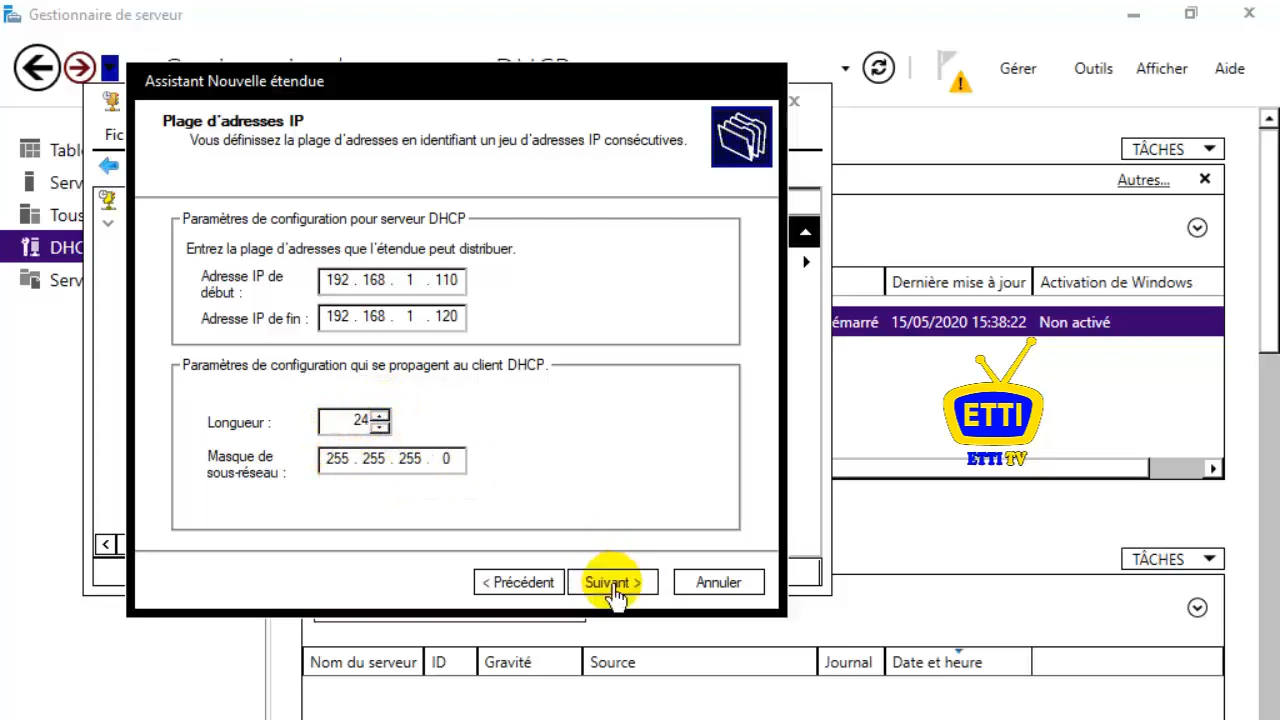 Gestionnaire de serveur
Gérer Outils Afficher Aide
Assistant Nouvelle étendue
Plage d'adresses IP
Vous définissez la plage d'adresses en identifiant un jeu d'adresses IP consécutives.
Fic
Tabl
Serv
Tous
DHC
Serv
TÂCHES
Autres...
Paramètres de configuration pour serveur DHCP
Entrez la plage d'adresses que l'étendue peut distribuer.
Adresse IP de
début :
192 . 168 . 1 . 110
Adresse IP de fin :
192 . 168 . 1 . 120
Dernière mise à jour Activation de Windows
émarré 15/05/2020 15:38:22 Non activé
Paramètres de configuration qui se propagent au client DHCP.
Longueur :
24
Masque de
sous-réseau :
255 . 255 . 255 . 0
ETTI
ETTI TV
< Précédent Suivant > Annuler
TÂCHES
Nom du serveur ID Gravité Source Journal Date et heure